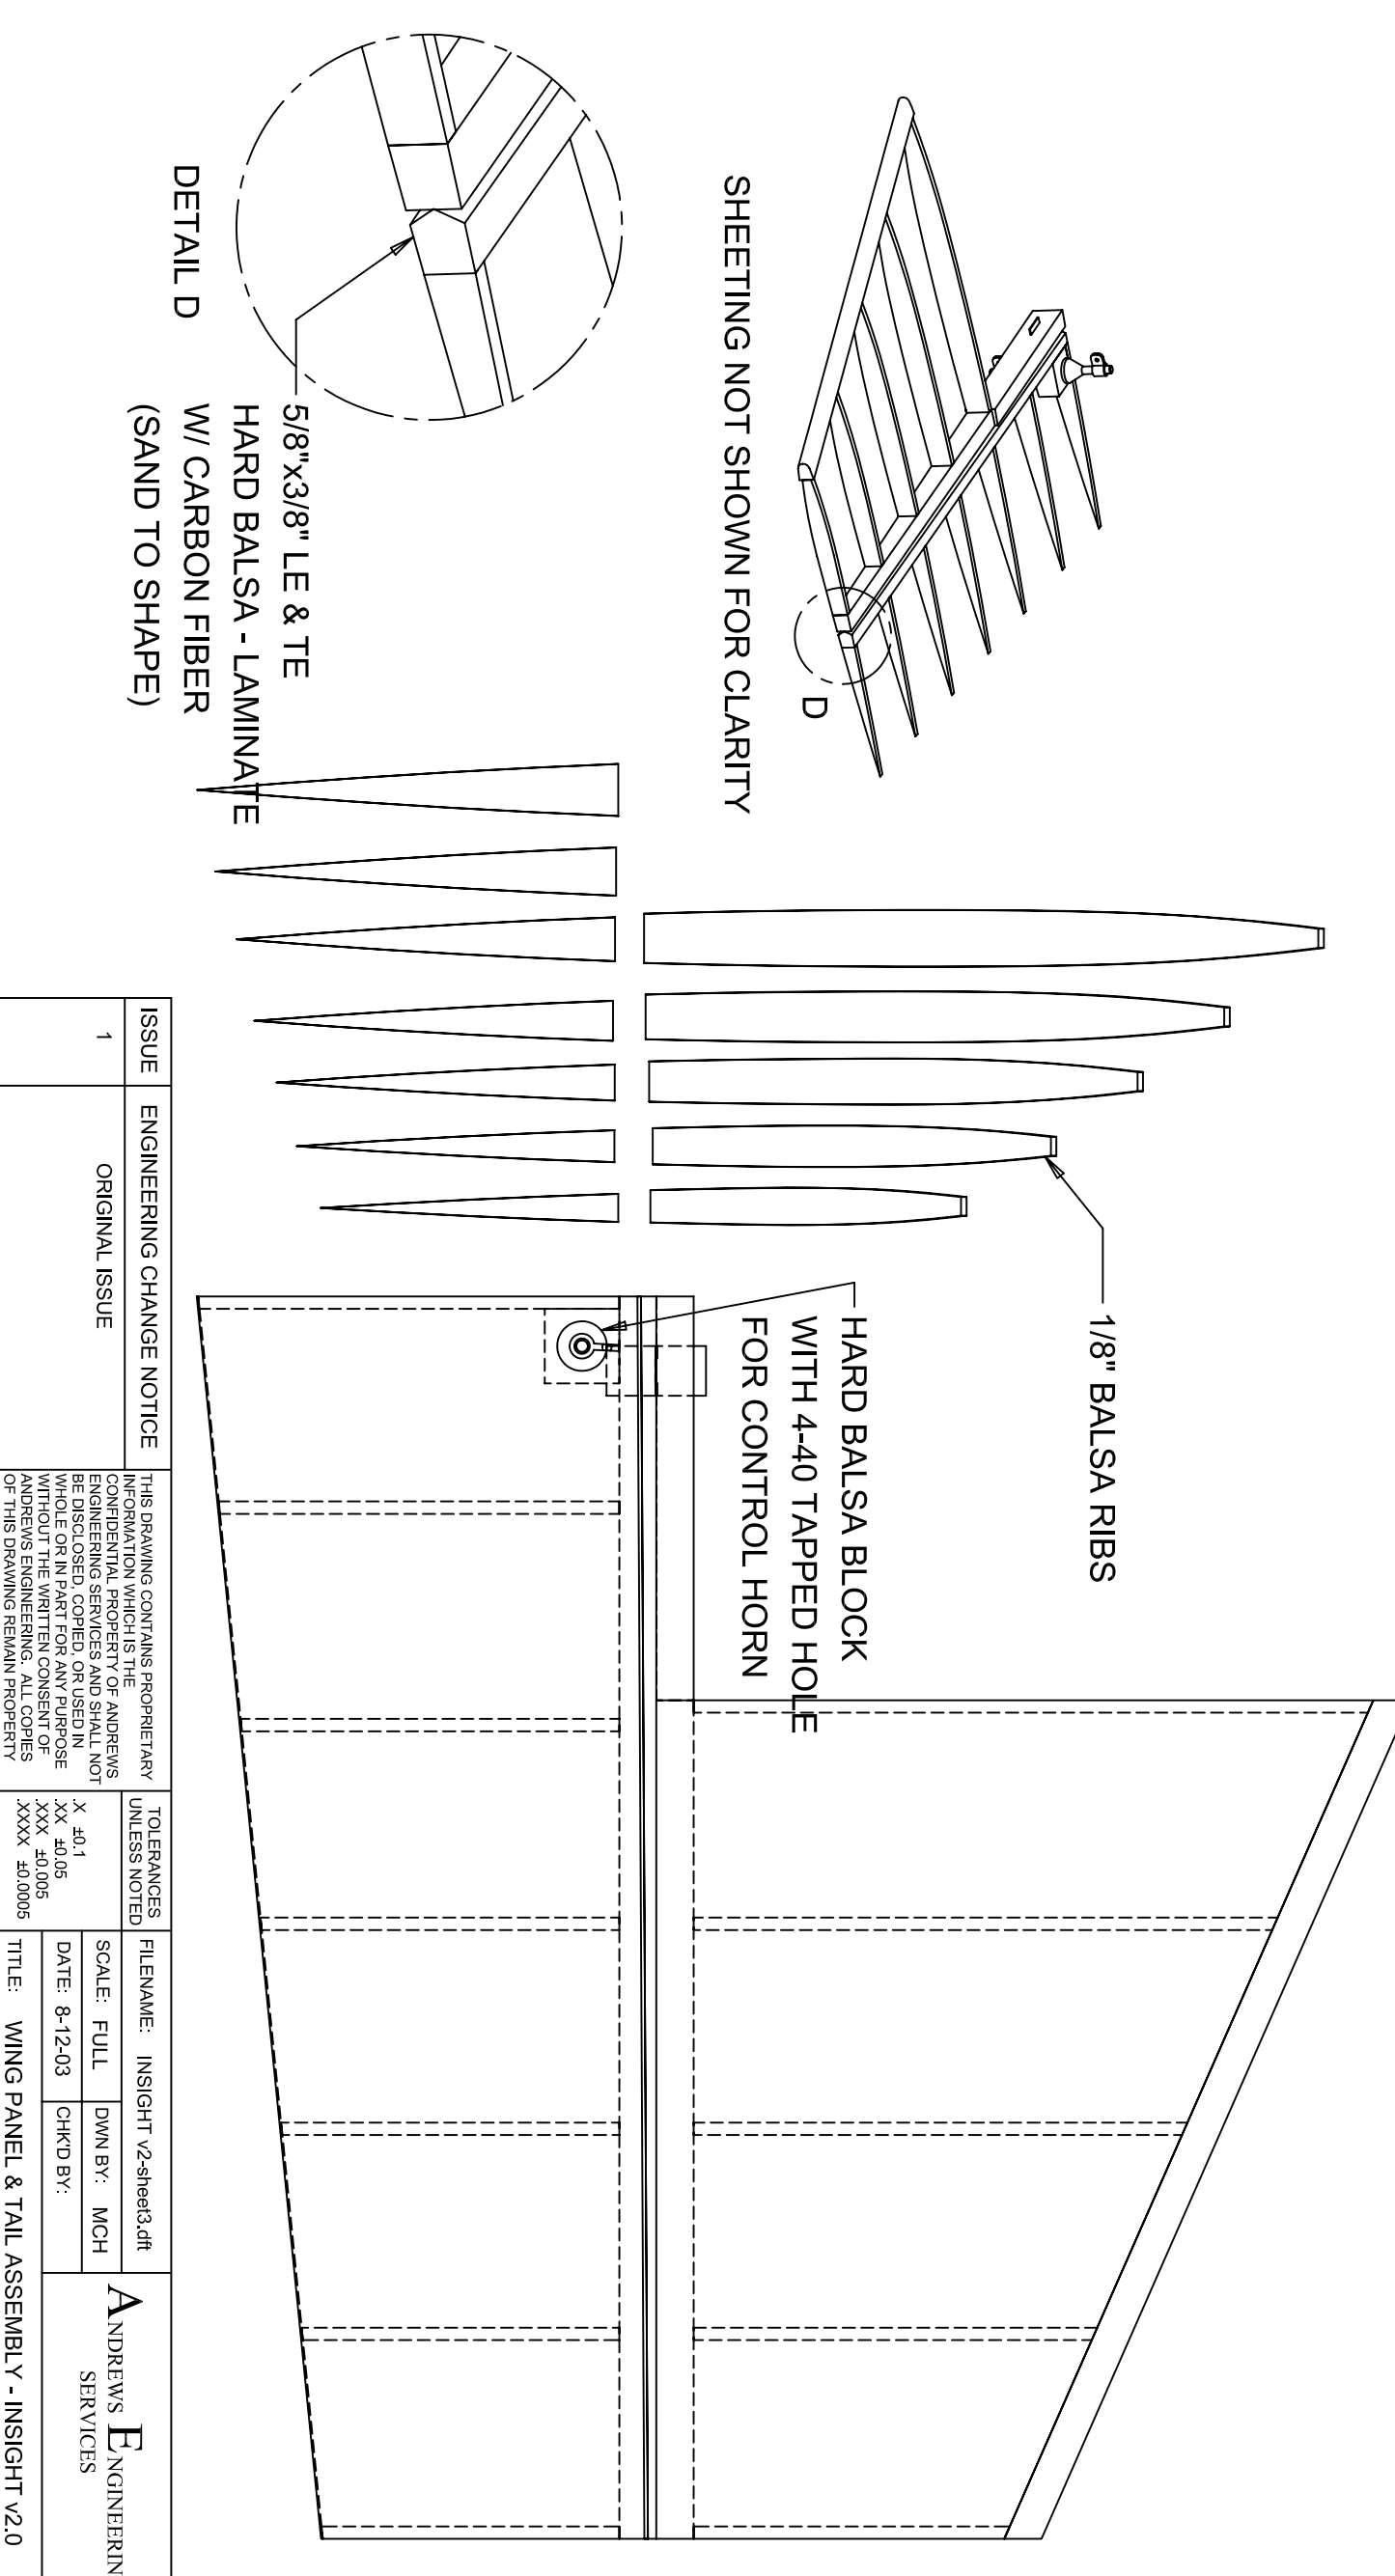 SHEETING NOT SHOWN FOR CLARITY
D
DETAIL D
5/8"x3/8" LE & TE
HARD BALSA - LAMINATE
W/ CARBON FIBER
(SAND TO SHAPE)
1/8" BALSA RIBS
HARD BALSA BLOCK
WITH 4-40 TAPPED HOLE
FOR CONTROL HORN
ISSUE
ENGINEERING CHANGE NOTICE
1
ORIGINAL ISSUE
THIS DRAWING CONTAINS PROPRIETARY
INFORMATION WHICH IS THE
CONFIDENTIAL PROPERTY OF ANDREWS
ENGINEERING SERVICES AND SHALL NOT
BE DISCLOSED, COPIED, OR USED IN
WHOLE OR IN PART FOR ANY PURPOSE
WITHOUT THE WRITTEN CONSENT OF
ANDREWS ENGINEERING. ALL COPIES
OF THIS DRAWING REMAIN PROPERTY
TOLERANCES
UNLESS NOTED
.X ±0.1
.XX ±0.05
.XXX ±0.005
.XXXX ±0.0005
FILENAME: INSIGHT v2-sheet3.dft
SCALE: FULL
DWN BY: MCH
DATE: 8-12-03
CHK'D BY:
ANDREWS ENGINEERIN
SERVICES
TITLE: WING PANEL & TAIL ASSEMBLY - INSIGHT v2.0